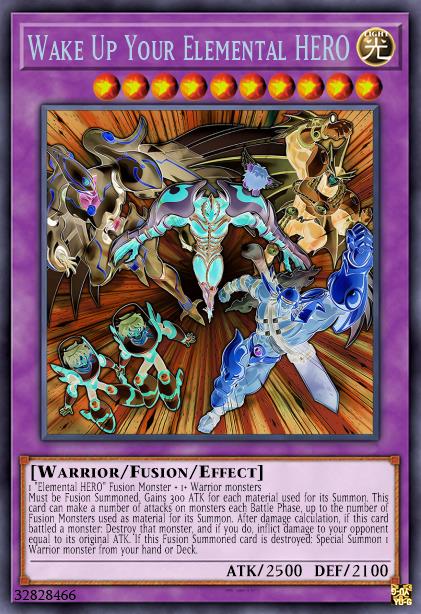 WAKE UP YOUR ELEMENTAL HERO
LIGHT
光
[WARRIOR/FUSION/EFFECT]
1 "Elemental HERO" Fusion Monster + 1+ Warrior monsters
Must be Fusion Summoned. Gains 300 ATK for each material used for its Summon. This
card can make a number of attacks on monsters each Battle Phase, up to the number of
Fusion Monsters used as material for its Summon. After damage calculation, if this card
battled a monster: Destroy that monster, and if you do, inflict damage to your opponent
equal to its original ATK. If this Fusion Summoned card is destroyed: Special Summon 1
Warrior monster from your hand or Deck.
ATK/2500 DEF/2100
32828466